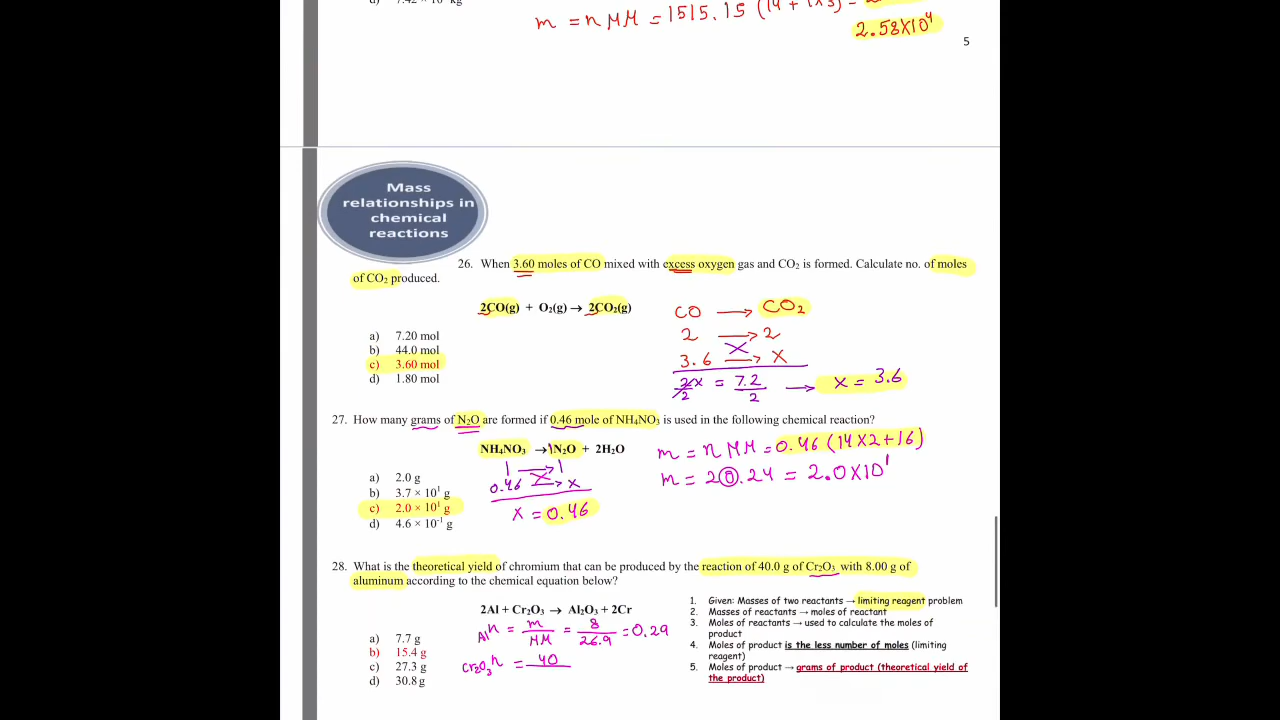 m = n MM = 1515.15 (14 + 1x3) =
2.58X10⁴
5
Mass
relationships in
chemical
reactions
26. When 3.60 moles of CO mixed with excess oxygen gas and CO₂ is formed. Calculate no. of moles
of CO₂ produced.
2CO(g) + O₂(g) → 2CO₂(g)
a) 7.20 mol
b) 44.0 mol
c) 3.60 mol
d) 1.80 mol
CO → CO₂
2 → 2
3.6 → X
2x/2 = 7.2/2 → x = 3.6
27. How many grams of N₂O are formed if 0.46 mole of NH₄NO₃ is used in the following chemical reaction?
NH₄NO₃ → 1N₂O + 2H₂O
a) 2.0 g
b) 3.7 × 10¹ g
c) 2.0 × 10¹ g
d) 4.6 × 10⁻¹ g
1 → 1
0.46 → x
x = 0.46
m = n MM = 0.46 (14X2+16)
m = 20.24 = 2.0X10¹
28. What is the theoretical yield of chromium that can be produced by the reaction of 40.0 g of Cr₂O₃ with 8.00 g of
aluminum according to the chemical equation below?
2Al + Cr₂O₃ → Al₂O₃ + 2Cr
a) 7.7 g
b) 15.4 g
c) 27.3 g
d) 30.8 g
Al n = m/MM = 8/26.9 = 0.29
Cr₂O₃ n = 40
1. Given: Masses of two reactants → limiting reagent problem
2. Masses of reactants → moles of reactant
3. Moles of reactants → used to calculate the moles of
product
4. Moles of product is the less number of moles (limiting
reagent)
5. Moles of product → grams of product (theoretical yield of
the product)